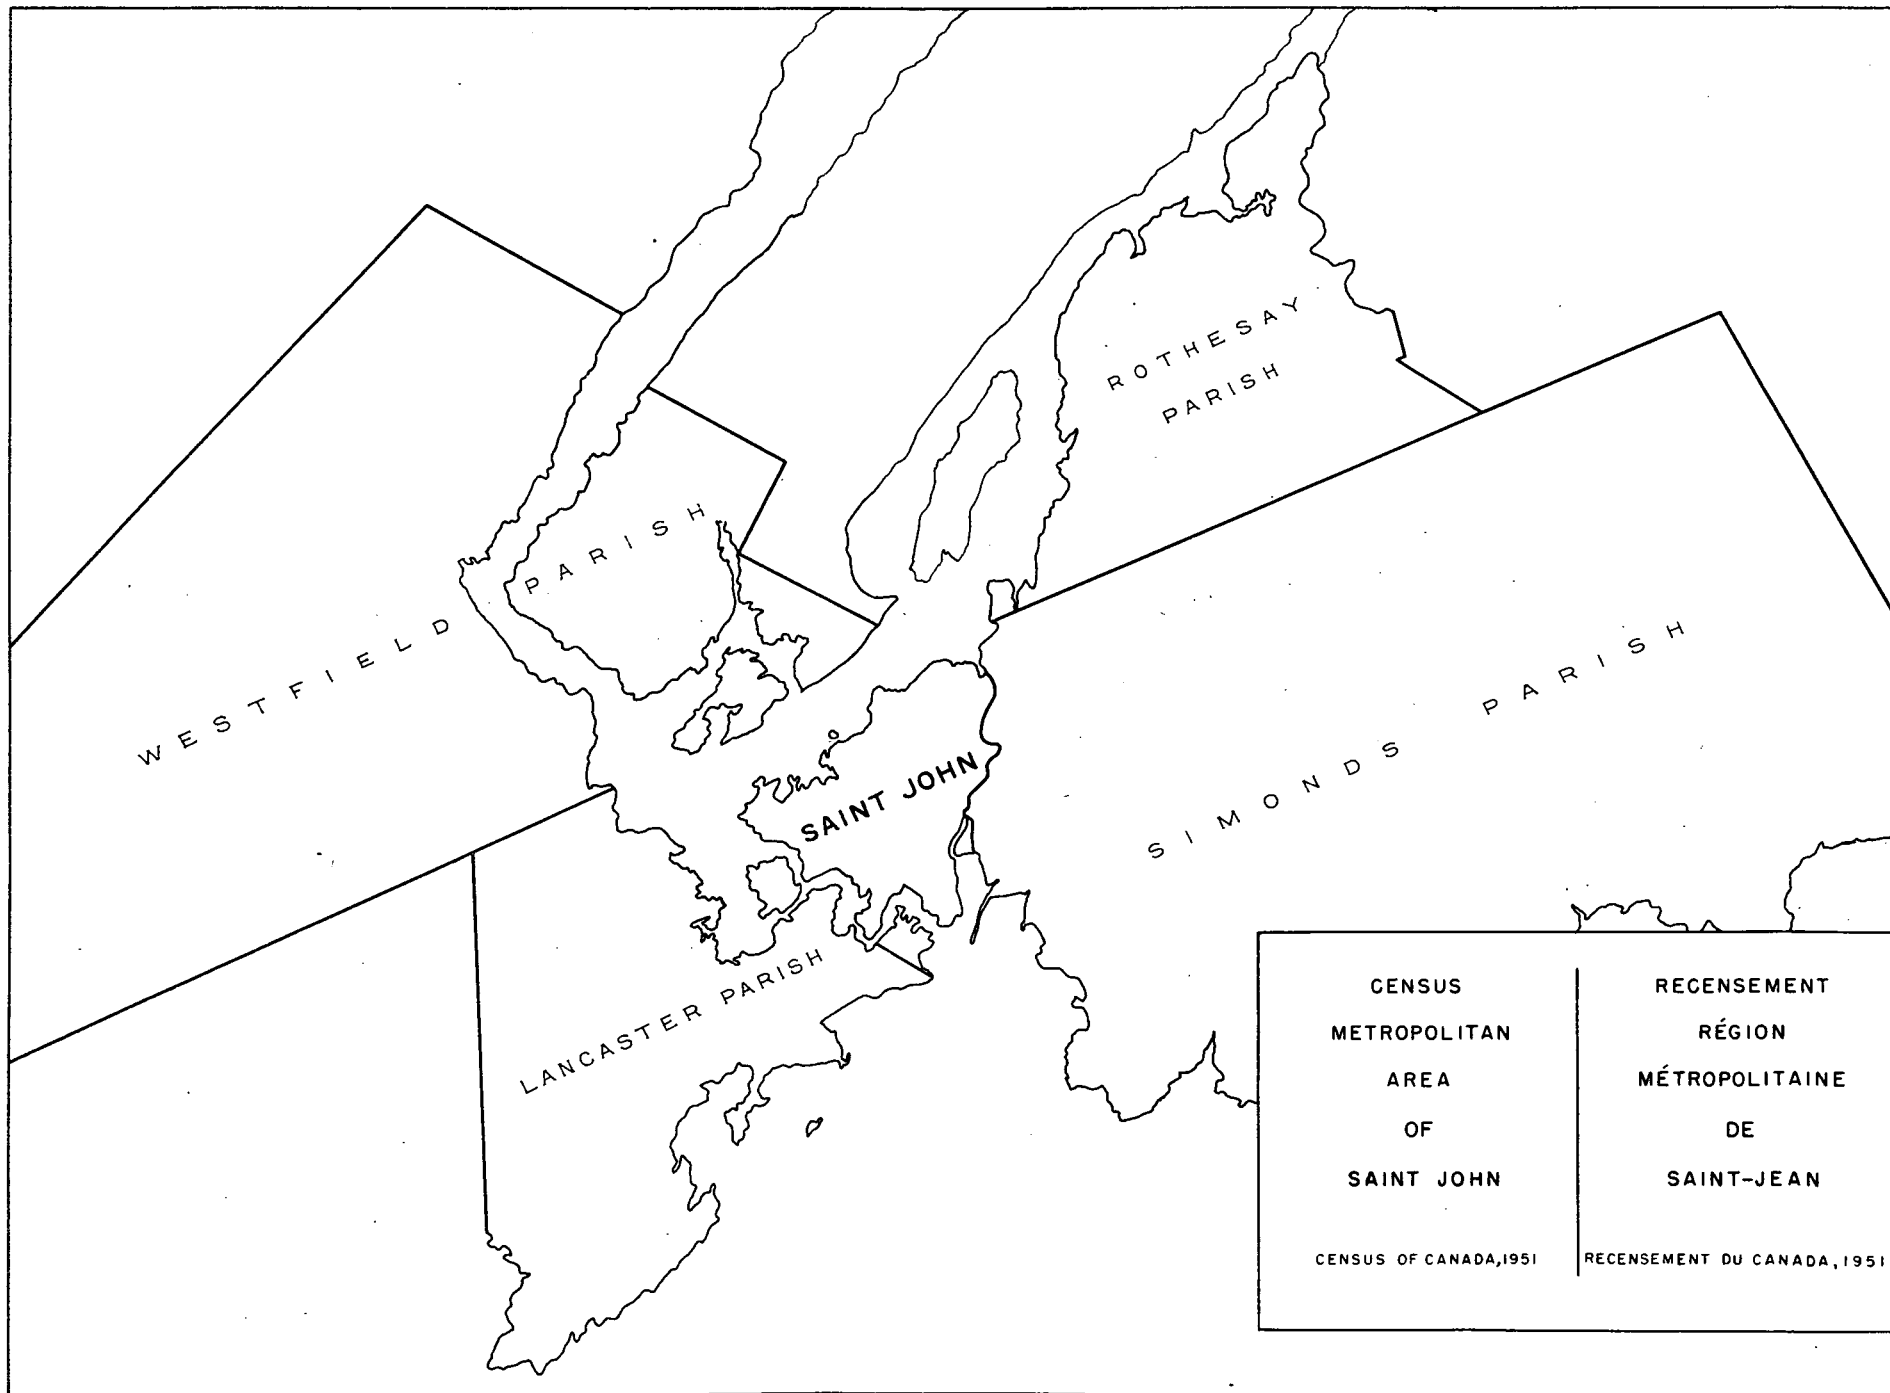 ROTHESAY
PARISH
WESTFIELD PARISH
SIMONDS PARISH
SAINT JOHN
LANCASTER PARISH
CENSUS
METROPOLITAN
AREA
OF
SAINT JOHN
CENSUS OF CANADA, 1951
RECENSEMENT
RÉGION
MÉTROPOLITAINE
DE
SAINT-JEAN
RECENSEMENT DU CANADA, 1951